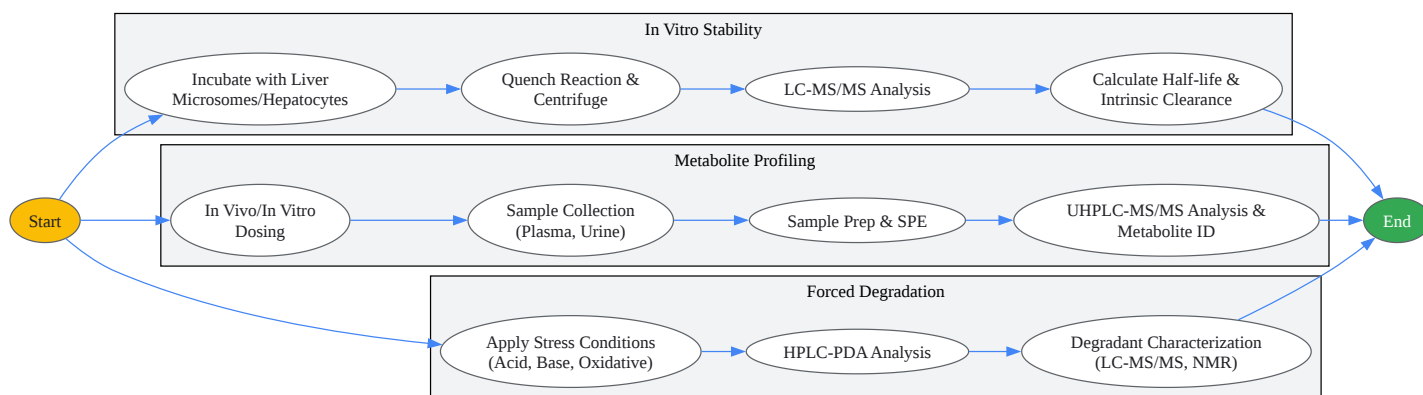 In Vitro Stability
Incubate with Liver
Microsomes/Hepatocytes
Quench Reaction &
Centrifuge
LC-MS/MS Analysis
Calculate Half-life &
Intrinsic Clearance
Metabolite Profiling
Start
In Vivo/In Vitro
Dosing
Sample Collection
(Plasma, Urine)
Sample Prep & SPE
UHPLC-MS/MS Analysis &
Metabolite ID
End
Forced Degradation
Apply Stress Conditions
(Acid, Base, Oxidative)
HPLC-PDA Analysis
Degradant Characterization
(LC-MS/MS, NMR)